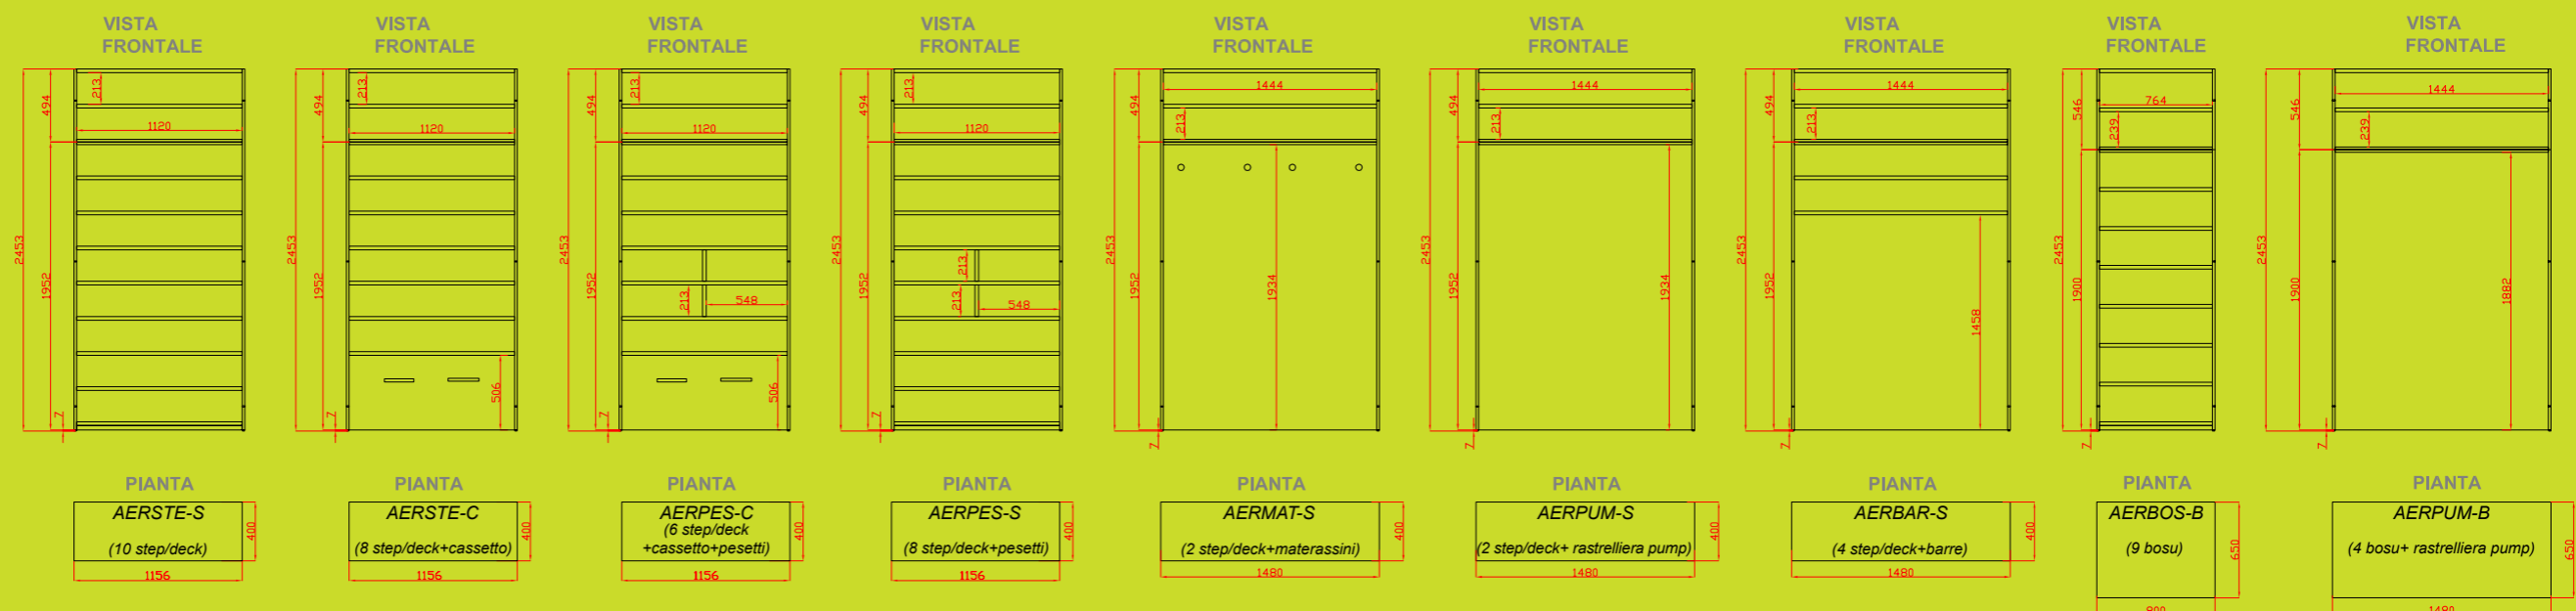 VISTA
FRONTALE
213
494
1120
2453
1952
7
PIANTA
AERSTE-S
(10 step/deck)
400
1156
VISTA
FRONTALE
213
494
1120
2453
1952
506
7
PIANTA
AERSTE-C
(8 step/deck+cassetto)
400
1156
VISTA
FRONTALE
213
494
1120
2453
1952
213
548
506
7
PIANTA
AERPES-C
(6 step/deck
+cassetto+pesetti)
400
1156
VISTA
FRONTALE
213
494
1120
2453
1952
213
213
548
7
PIANTA
AERPES-S
(8 step/deck+pesetti)
400
1156
VISTA
FRONTALE
1444
494
213
2453
1952
1934
7
PIANTA
AERMAT-S
(2 step/deck+materassini)
400
1480
VISTA
FRONTALE
1444
494
213
2453
1952
1934
7
PIANTA
AERPUM-S
(2 step/deck+ rastrelliera pump)
400
1480
VISTA
FRONTALE
1444
494
213
2453
1952
1458
7
PIANTA
AERBAR-S
(4 step/deck+barre)
400
1480
VISTA
FRONTALE
764
546
239
2453
1900
7
PIANTA
AERBOS-B
(9 bosu)
650
800
VISTA
FRONTALE
1444
546
239
2453
1900
1882
7
PIANTA
AERPUM-B
(4 bosu+ rastrelliera pump)
650
1480